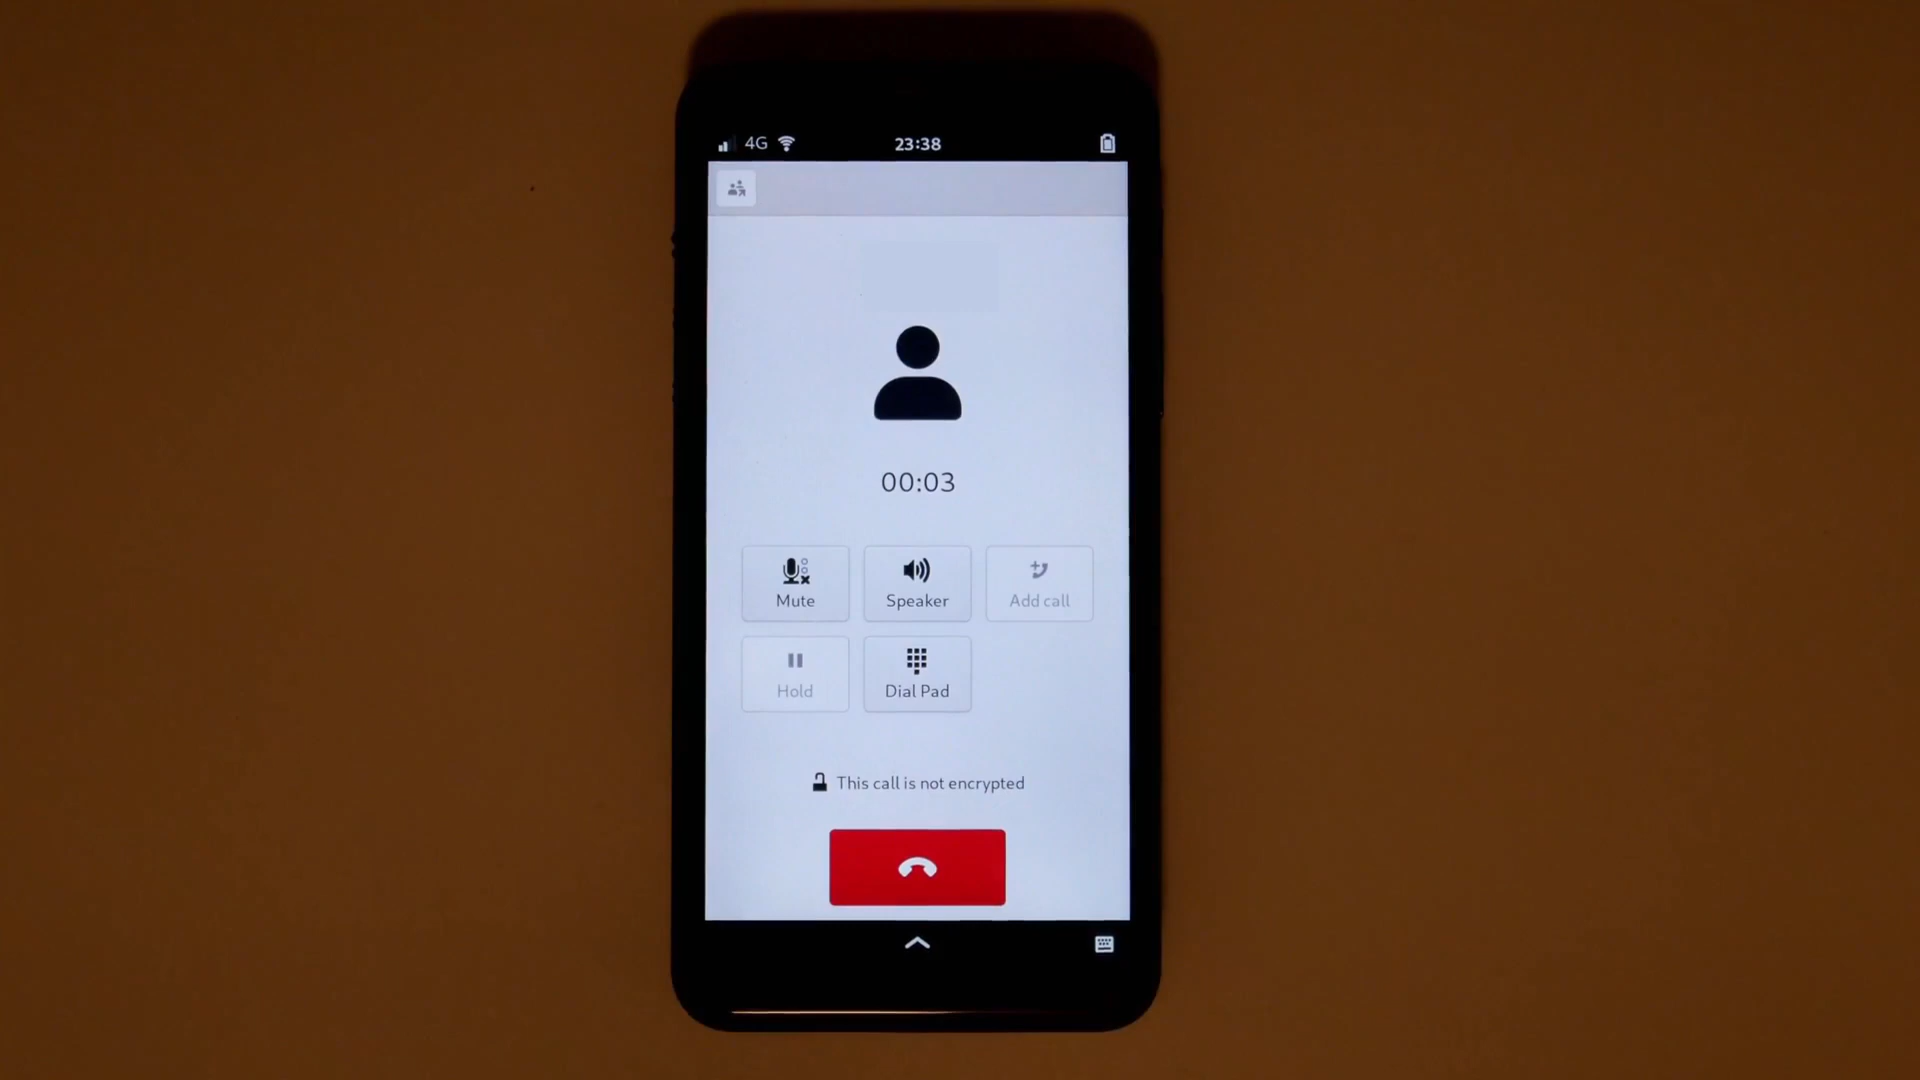 4G 23:38
00:03
Mute Speaker Add call
Hold Dial Pad
This call is not encrypted